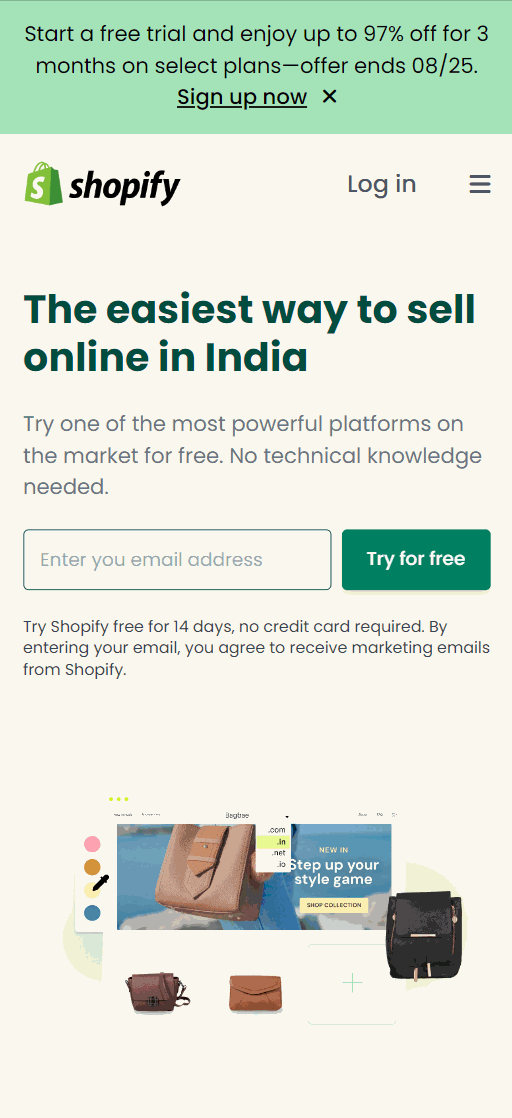 Start a free trial and enjoy up to 97% off for 3
months on select plans—offer ends 08/25.
Sign up now ✕
shopify
Log in
The easiest way to sell
online in India
Try one of the most powerful platforms on
the market for free. No technical knowledge
needed.
Enter you email address
Try for free
Try Shopify free for 14 days, no credit card required. By
entering your email, you agree to receive marketing emails
from Shopify.
Bagbae
.com
.in
.net
.io
NEW IN
Step up your
style game
SHOP COLLECTION